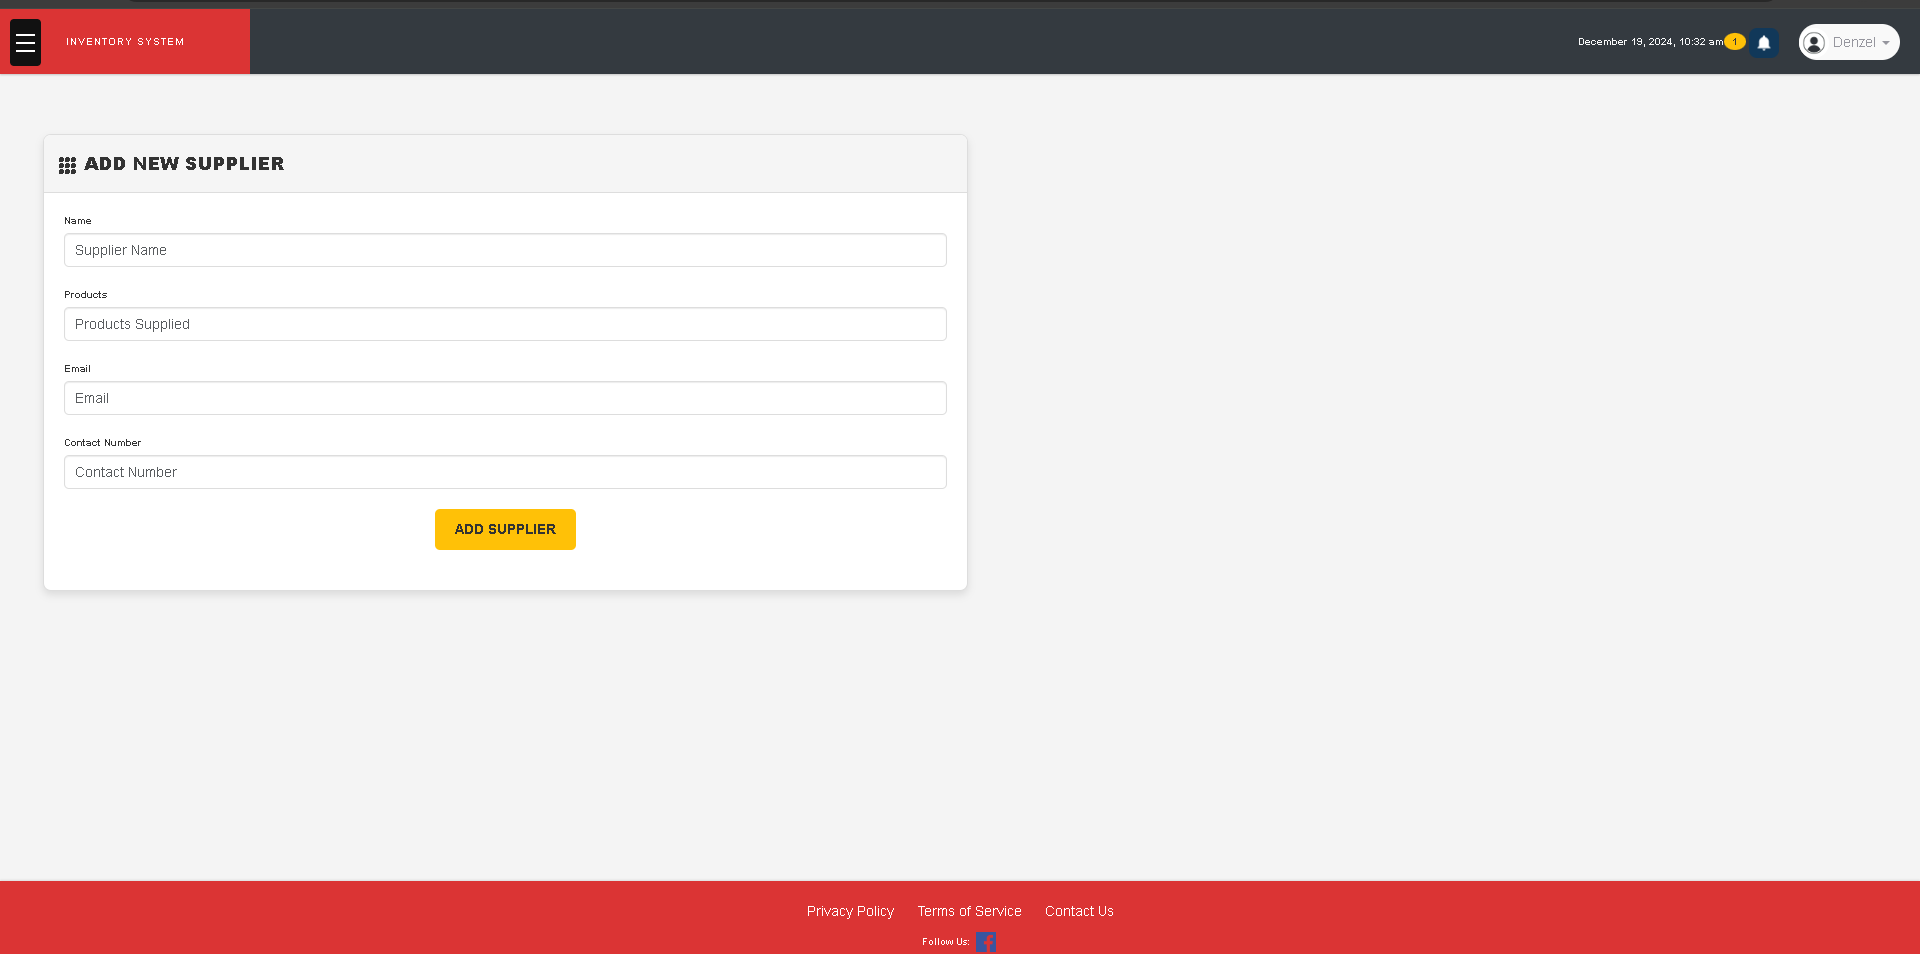 INVENTORY SYSTEM
December 19, 2024, 10:32 am 1
Denzel
ADD NEW SUPPLIER
Name
Supplier Name
Products
Products Supplied
Email
Email
Contact Number
Contact Number
ADD SUPPLIER
Privacy Policy Terms of Service Contact Us
Follow Us: